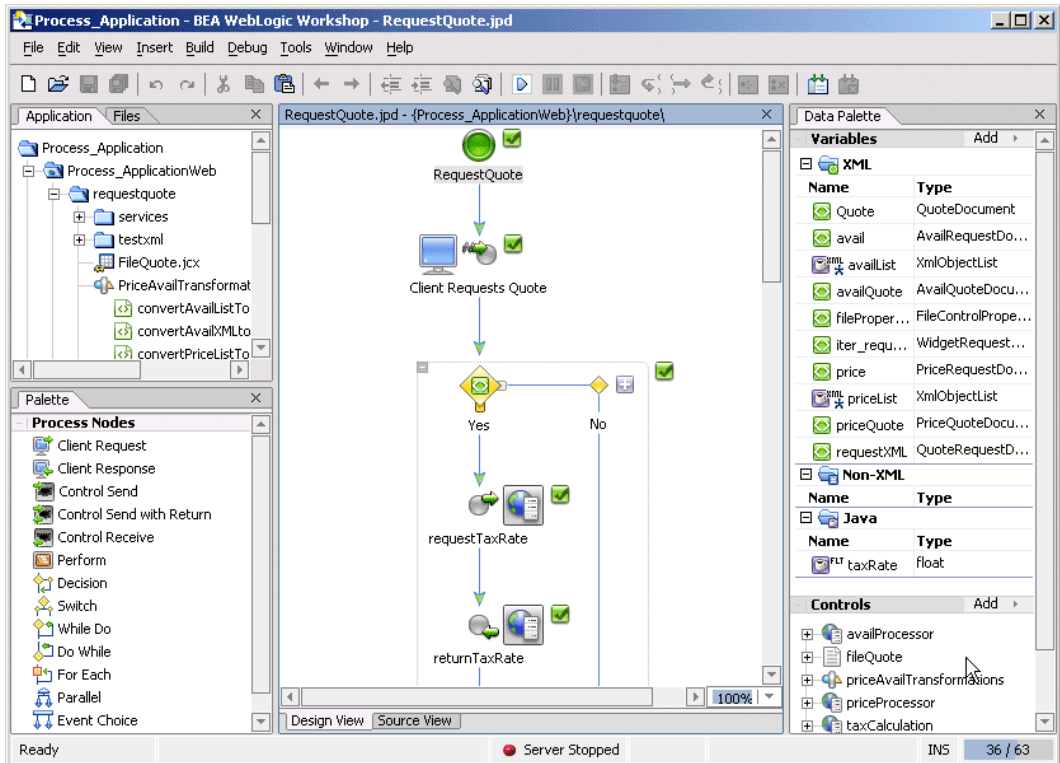 Process_Application - BEA WebLogic Workshop - RequestQuote.jpd
File Edit View Insert Build Debug Tools Window Help
Application Files
Process_Application
Process_ApplicationWeb
requestquote
services
testxml
FileQuote.jcx
PriceAvailTransformat
convertAvailListTo
convertAvailXMLto
convertPriceListTo
Palette
Process Nodes
Client Request
Client Response
Control Send
Control Send with Return
Control Receive
Perform
Decision
Switch
While Do
Do While
For Each
Parallel
Event Choice
RequestQuote.jpd - {Process_ApplicationWeb}\requestquote\
RequestQuote
Client Requests Quote
Yes No
requestTaxRate
returnTaxRate
100%
Design View Source View
Data Palette
Variables Add
XML
Name Type
Quote QuoteDocument
avail AvailRequestDo...
XML availList XmlObjectList
availQuote AvailQuoteDocu...
fileProper... FileControlPrope...
iter_requ... WidgetRequest...
price PriceRequestDo...
XML priceList XmlObjectList
priceQuote PriceQuoteDocu...
requestXML QuoteRequestD...
Non-XML
Name Type
Java
Name Type
FLT taxRate float
Controls Add
availProcessor
fileQuote
priceAvailTransformations
priceProcessor
taxCalculation
Ready Server Stopped INS 36 / 63